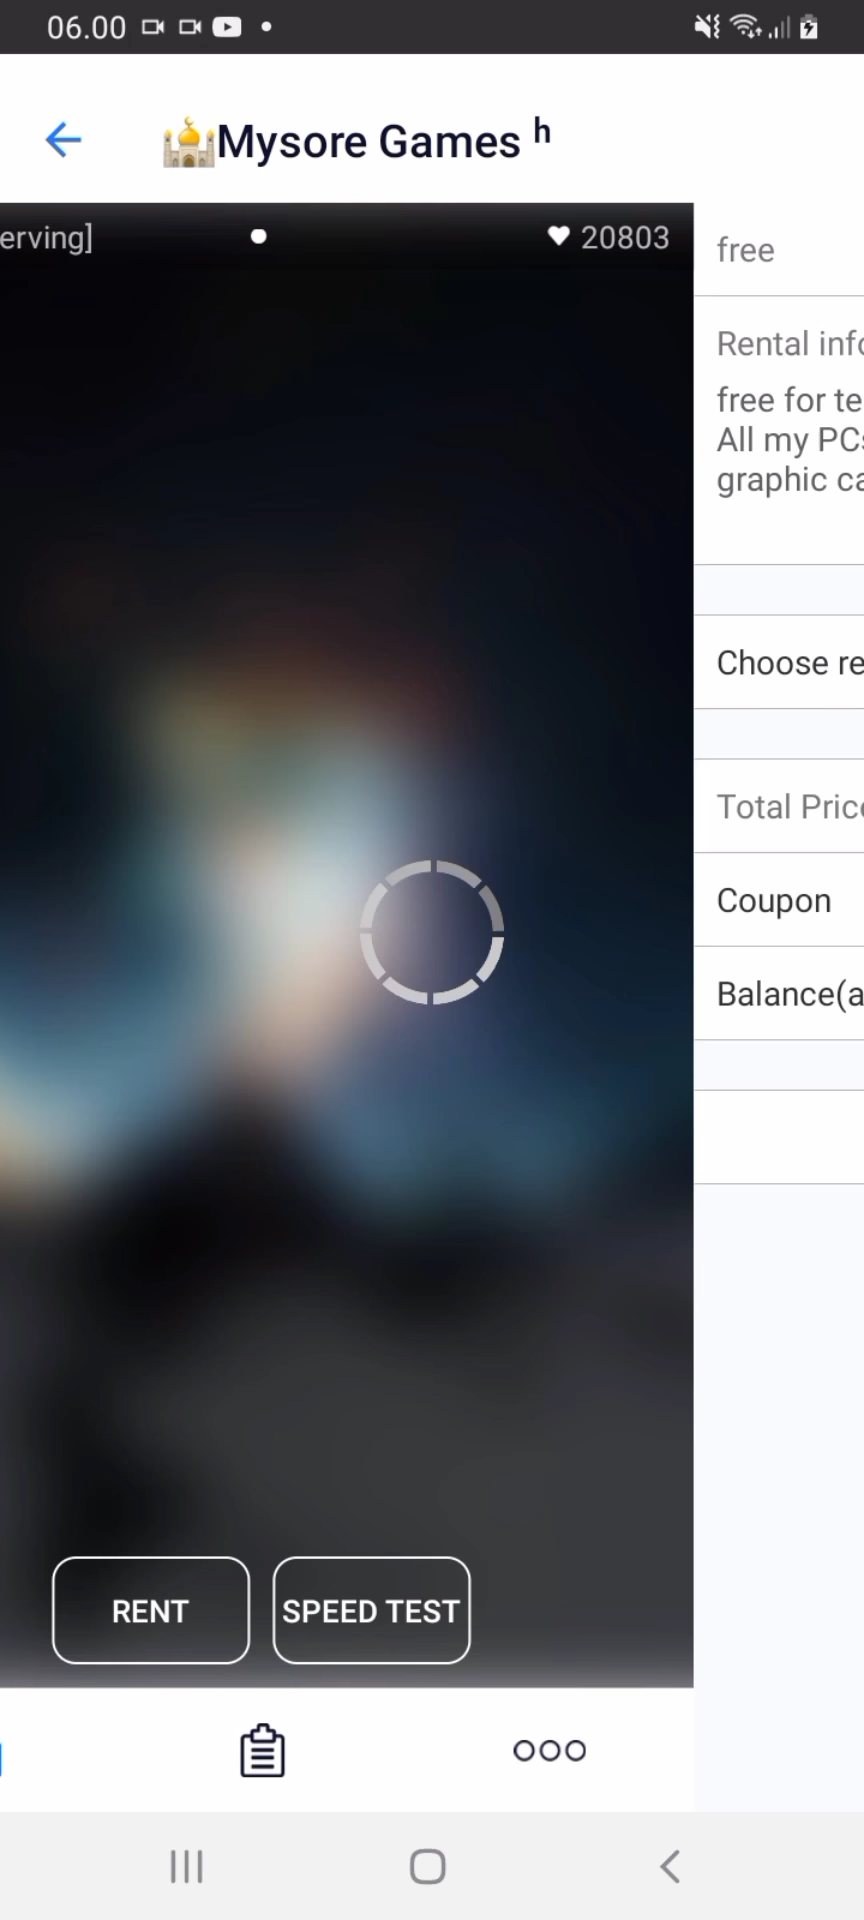 06.00
Mysore Games h
erving]
20803
free
Rental info
free for te
All my PCs
graphic ca
Choose re
Total Price
Coupon
Balance(a
RENT
SPEED TEST